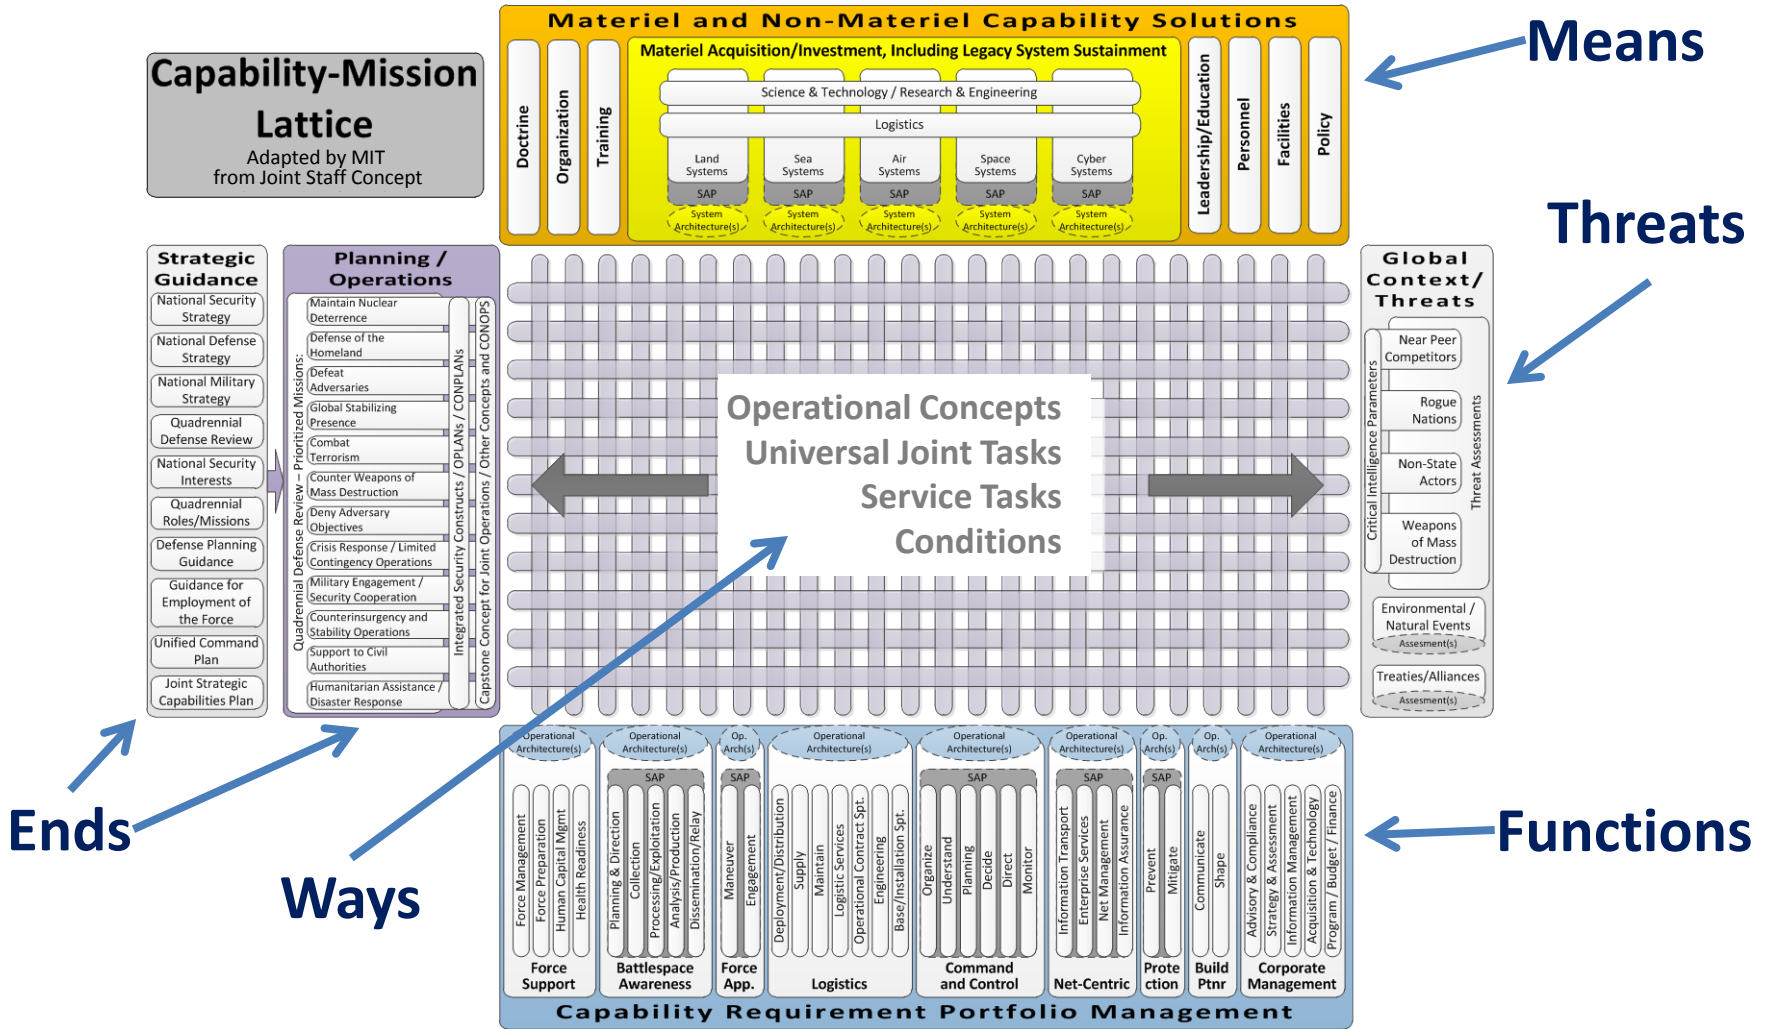 Materiel and Non-Materiel Capability Solutions
Means
Capability-Mission
Lattice
Adapted by MIT
from Joint Staff Concept
Doctrine
Organization
Training
Materiel Acquisition/Investment, Including Legacy System Sustainment
Science & Technology / Research & Engineering
Logistics
Land
Systems
Sea
Systems
Air
Systems
Space
Systems
Cyber
Systems
SAP
SAP
SAP
SAP
SAP
System
Architecture(s)
System
Architecture(s)
System
Architecture(s)
System
Architecture(s)
System
Architecture(s)
Leadership/Education
Personnel
Facilities
Policy
Threats
Strategic
Guidance
National Security
Strategy
National Defense
Strategy
National Military
Strategy
Quadrennial
Defense Review
National Security
Interests
Quadrennial
Roles/Missions
Defense Planning
Guidance
Guidance for
Employment of
the Force
Unified Command
Plan
Joint Strategic
Capabilities Plan
Planning /
Operations
Quadrennial Defense Review – Prioritized Missions:
Maintain Nuclear
Deterrence
Defense of the
Homeland
Defeat
Adversaries
Global Stabilizing
Presence
Combat
Terrorism
Counter Weapons of
Mass Destruction
Deny Adversary
Objectives
Crisis Response / Limited
Contingency Operations
Military Engagement /
Security Cooperation
Counterinsurgency and
Stability Operations
Support to Civil
Authorities
Humanitarian Assistance /
Disaster Response
Integrated Security Constructs / OPLANs / CONPLANs
Capstone Concept for Joint Operations / Other Concepts and CONOPS
Operational Concepts
Universal Joint Tasks
Service Tasks
Conditions
Global
Context/
Threats
Critical Intelligence Parameters
Near Peer
Competitors
Rogue
Nations
Non-State
Actors
Weapons
of Mass
Destruction
Threat Assessments
Environmental /
Natural Events
Assesment(s)
Treaties/Alliances
Assesment(s)
Ends
Ways
Functions
Operational
Architecture(s)
Force Management
Force Preparation
Human Capital Mgmt
Health Readiness
Force
Support
Operational
Architecture(s)
SAP
Planning & Direction
Collection
Processing/Exploitation
Analysis/Production
Dissemination/Relay
Battlespace
Awareness
Op.
Arch(s)
SAP
Maneuver
Engagement
Force
App.
Operational
Architecture(s)
Deployment/Distribution
Supply
Maintain
Logistic Services
Operational Contract Spt.
Engineering
Base/Installation Spt.
Logistics
Operational
Architecture(s)
SAP
Organize
Understand
Planning
Decide
Direct
Monitor
Command
and Control
Operational
Architecture(s)
SAP
Information Transport
Enterprise Services
Net Management
Information Assurance
Net-Centric
Op.
Arch(s)
SAP
Prevent
Mitigate
Prote
ction
Op.
Arch(s)
Communicate
Shape
Build
Ptnr
Operational
Architecture(s)
Advisory & Compliance
Strategy & Assessment
Information Management
Acquisition & Technology
Program / Budget / Finance
Corporate
Management
Capability Requirement Portfolio Management